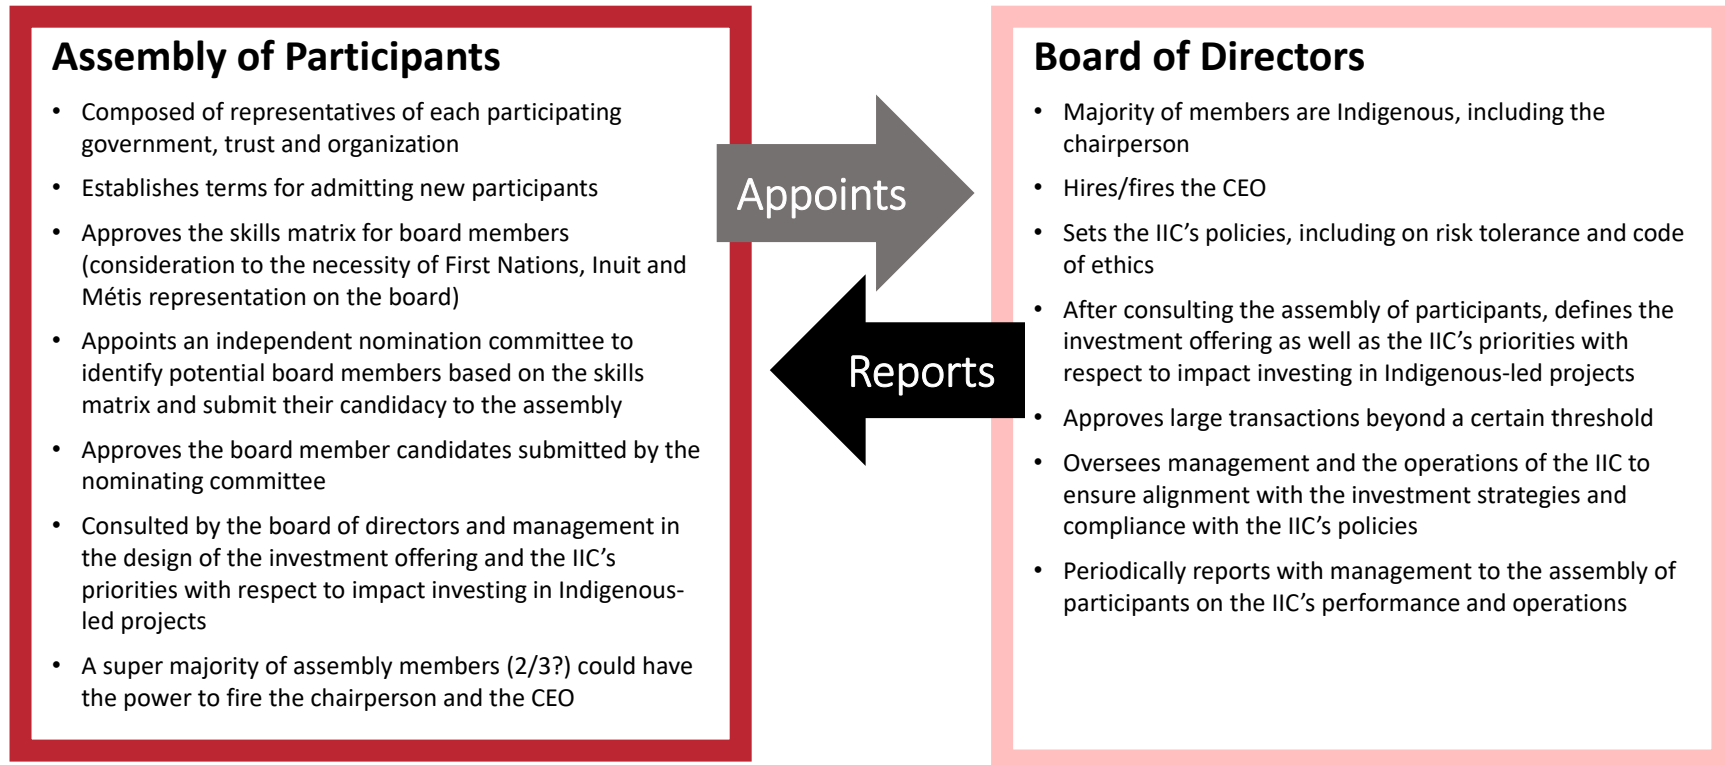 Assembly of Participants
• Composed of representatives of each participating
government, trust and organization
• Establishes terms for admitting new participants
• Approves the skills matrix for board members
(consideration to the necessity of First Nations, Inuit and
Métis representation on the board)
• Appoints an independent nomination committee to
identify potential board members based on the skills
matrix and submit their candidacy to the assembly
• Approves the board member candidates submitted by the
nominating committee
• Consulted by the board of directors and management in
the design of the investment offering and the IIC’s
priorities with respect to impact investing in Indigenous-
led projects
• A super majority of assembly members (2/3?) could have
the power to fire the chairperson and the CEO
Appoints
Reports
Board of Directors
• Majority of members are Indigenous, including the
chairperson
• Hires/fires the CEO
• Sets the IIC’s policies, including on risk tolerance and code
of ethics
• After consulting the assembly of participants, defines the
investment offering as well as the IIC’s priorities with
respect to impact investing in Indigenous-led projects
• Approves large transactions beyond a certain threshold
• Oversees management and the operations of the IIC to
ensure alignment with the investment strategies and
compliance with the IIC’s policies
• Periodically reports with management to the assembly of
participants on the IIC’s performance and operations